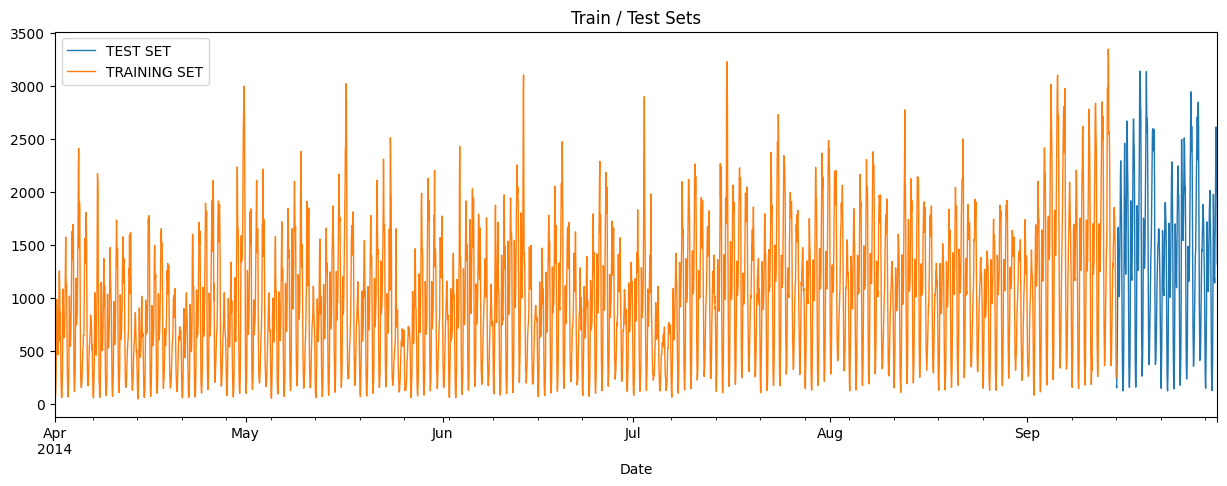 Train / Test Sets
TEST SET
TRAINING SET
3500
3000
2500
2000
1500
1000
500
0
Apr May Jun Jul Aug Sep
2014
Date